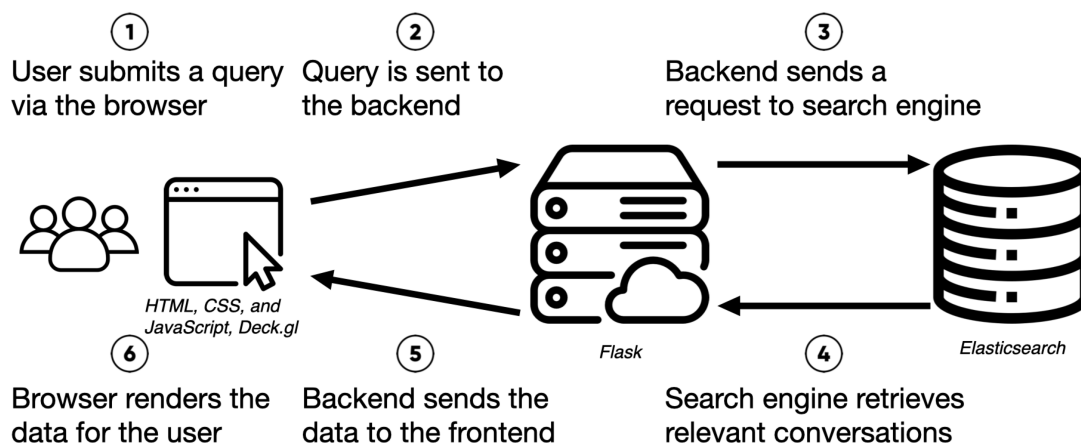 1
User submits a query
via the browser
2
Query is sent to
the backend
3
Backend sends a
request to search engine
HTML, CSS, and
JavaScript, Deck.gl
Flask
Elasticsearch
6
Browser renders the
data for the user
5
Backend sends the
data to the frontend
4
Search engine retrieves
relevant conversations